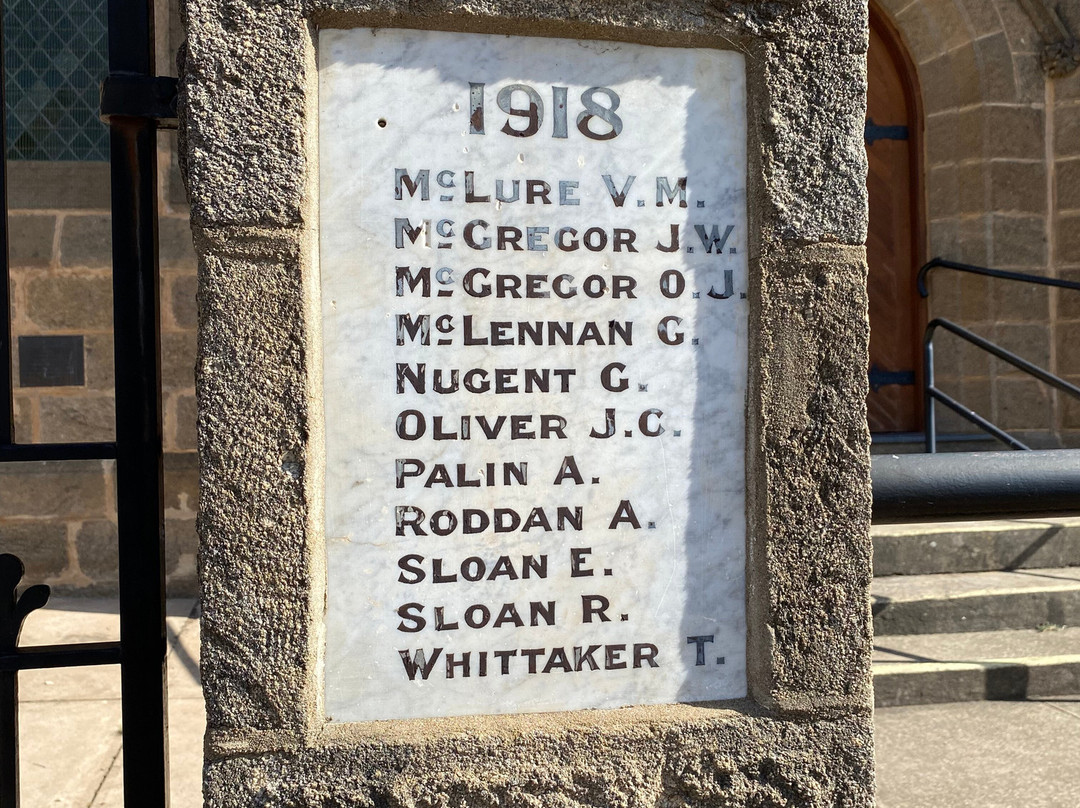 1918
McLURE V.M.
McGREGOR J.W.
McGREGOR O.J.
McLENNAN G.
NUGENT G.
OLIVER J.C.
PALIN A.
RODDAN A.
SLOAN E.
SLOAN R.
WHITTAKER T.